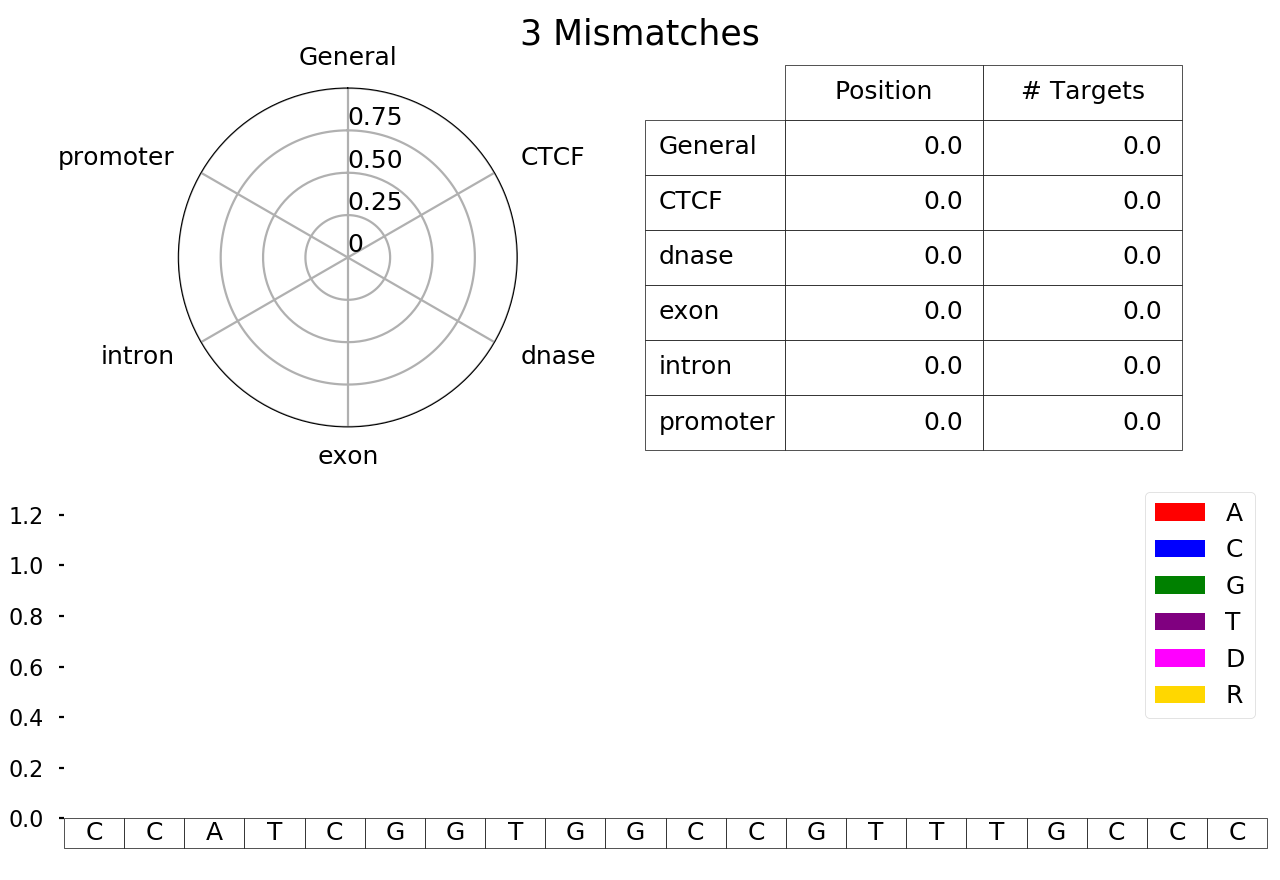 3 Mismatches
General
promoter
CTCF
0.75
0.50
0.25
0
intron
dnase
exon
Position # Targets
General 0.0 0.0
CTCF 0.0 0.0
dnase 0.0 0.0
exon 0.0 0.0
intron 0.0 0.0
promoter 0.0 0.0
1.2
1.0
0.8
0.6
0.4
0.2
0.0
A
C
G
T
D
R
C C A T C G G T G G C C G T T T G C C C